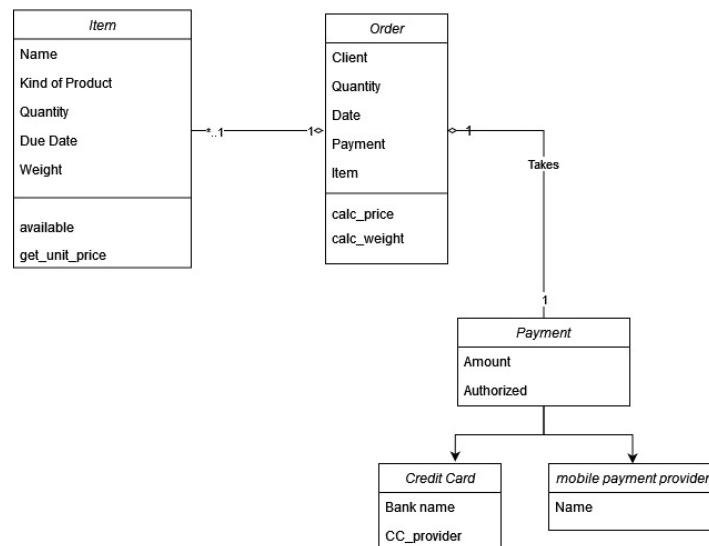 Item
Name
Kind of Product
Quantity
Due Date
Weight
available
get_unit_price
*..1
1
Order
Client
Quantity
Date
Payment
Item
calc_price
calc_weight
1
Takes
1
Payment
Amount
Authorized
Credit Card
Bank name
CC_provider
mobile payment provider
Name